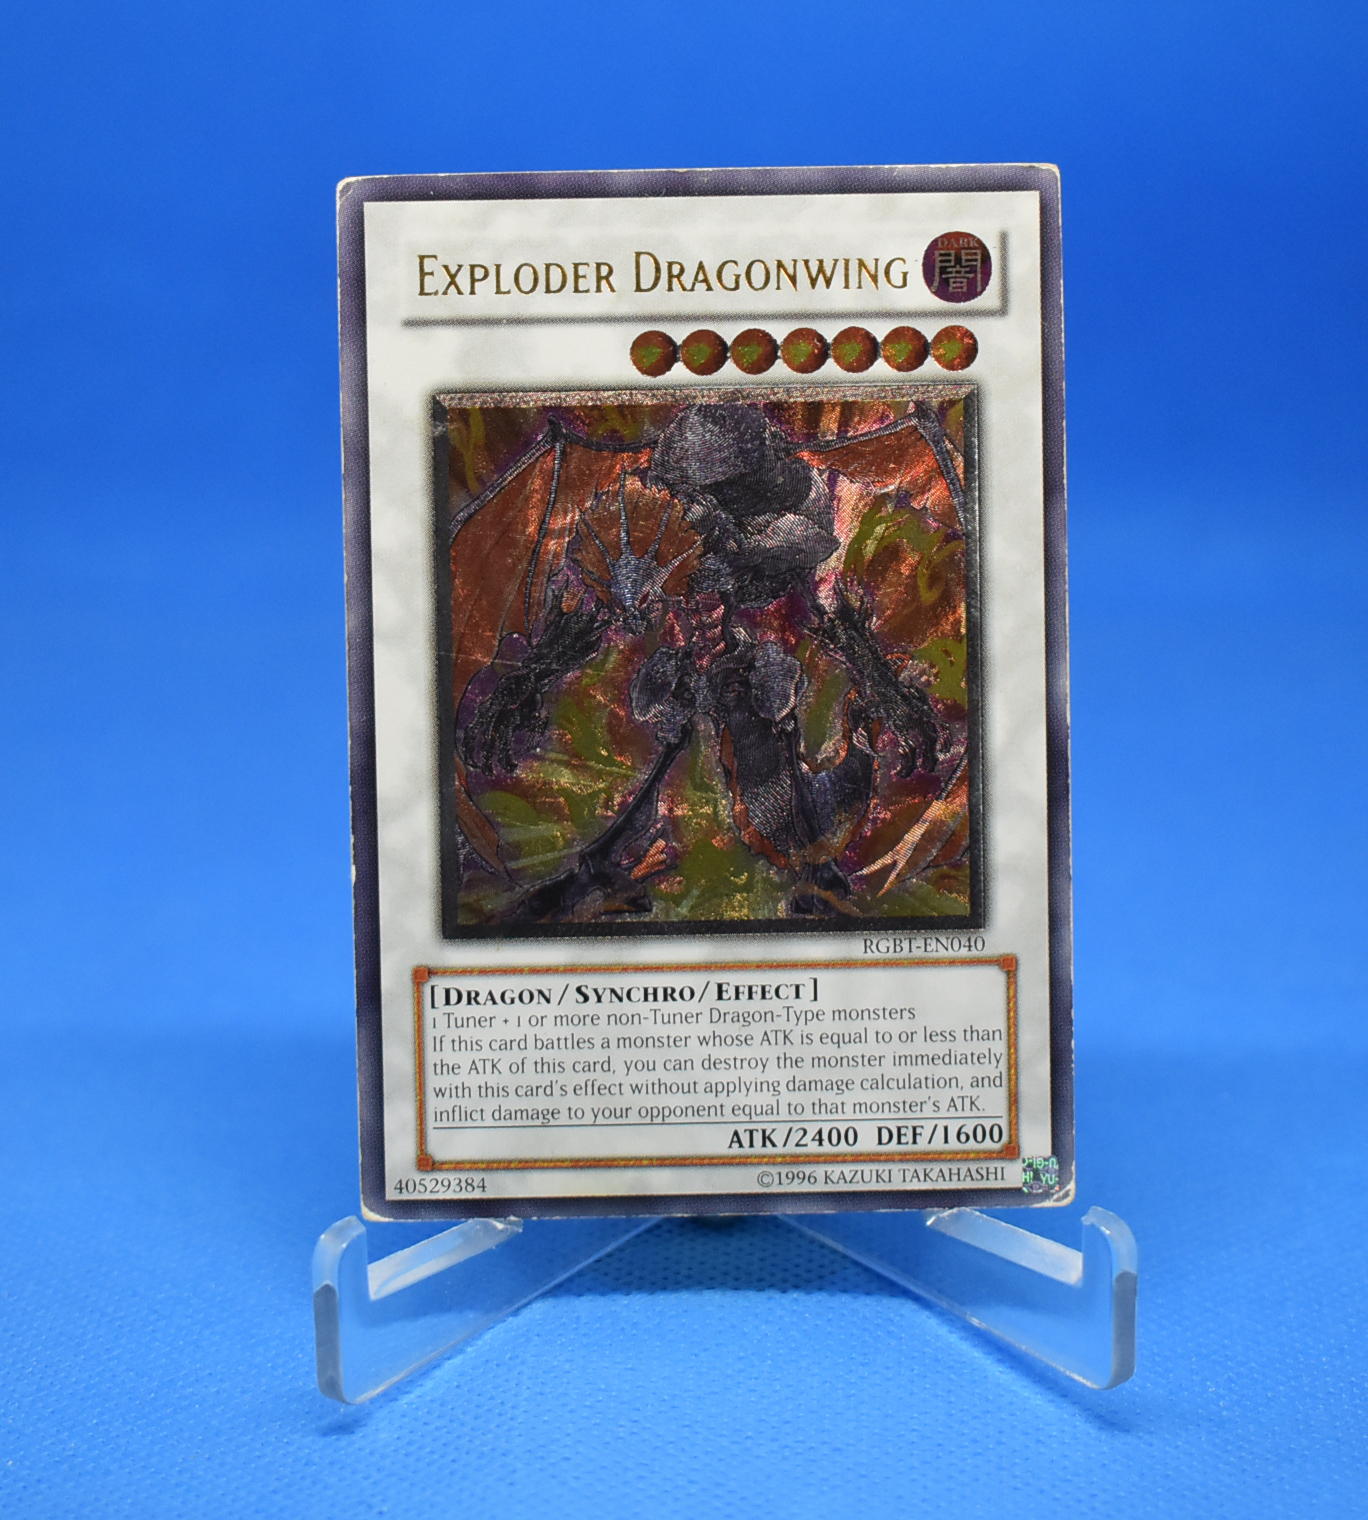 EXPLODER DRAGONWING
DARK
闇
RGBT-EN040
[DRAGON/SYNCHRO/EFFECT]
1 Tuner + 1 or more non-Tuner Dragon-Type monsters
If this card battles a monster whose ATK is equal to or less than
the ATK of this card, you can destroy the monster immediately
with this card's effect without applying damage calculation, and
inflict damage to your opponent equal to that monster's ATK.
ATK/2400 DEF/1600
40529384
©1996 KAZUKI TAKAHASHI